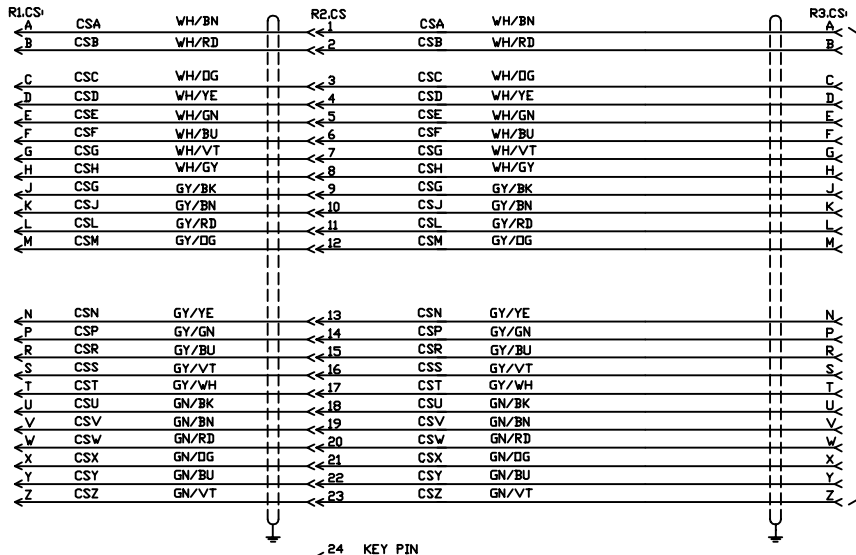 R1.CS R2.CS R3.CS
A CSA WH/BN 1 CSA WH/BN A
B CSB WH/RD 2 CSB WH/RD B
C CSC WH/OG 3 CSC WH/OG C
D CSD WH/YE 4 CSD WH/YE D
E CSE WH/GN 5 CSE WH/GN E
F CSF WH/BU 6 CSF WH/BU F
G CSG WH/VT 7 CSG WH/VT G
H CSH WH/GY 8 CSH WH/GY H
J CSG GY/BK 9 CSG GY/BK J
K CSJ GY/BN 10 CSJ GY/BN K
L CSL GY/RD 11 CSL GY/RD L
M CSM GY/OG 12 CSM GY/OG M
N CSN GY/YE 13 CSN GY/YE N
P CSP GY/GN 14 CSP GY/GN P
R CSR GY/BU 15 CSR GY/BU R
S CSS GY/VT 16 CSS GY/VT S
T CST GY/WH 17 CST GY/WH T
U CSU GN/BK 18 CSU GN/BK U
V CSV GN/BN 19 CSV GN/BN V
W CSW GN/RD 20 CSW GN/RD W
X CSX GN/OG 21 CSX GN/OG X
Y CSY GN/BU 22 CSY GN/BU Y
Z CSZ GN/VT 23 CSZ GN/VT Z
24 KEY PIN